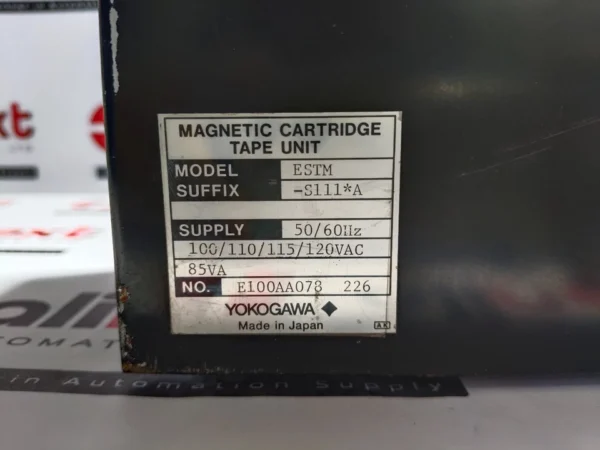 MAGNETIC CARTRIDGE
TAPE UNIT
MODEL ESTM
SUFFIX -S111*A
SUPPLY 50/60Hz
100/110/115/120VAC
85VA
NO. E100AA078 226
YOKOGAWA
Made in Japan
AX
in Automation Supply